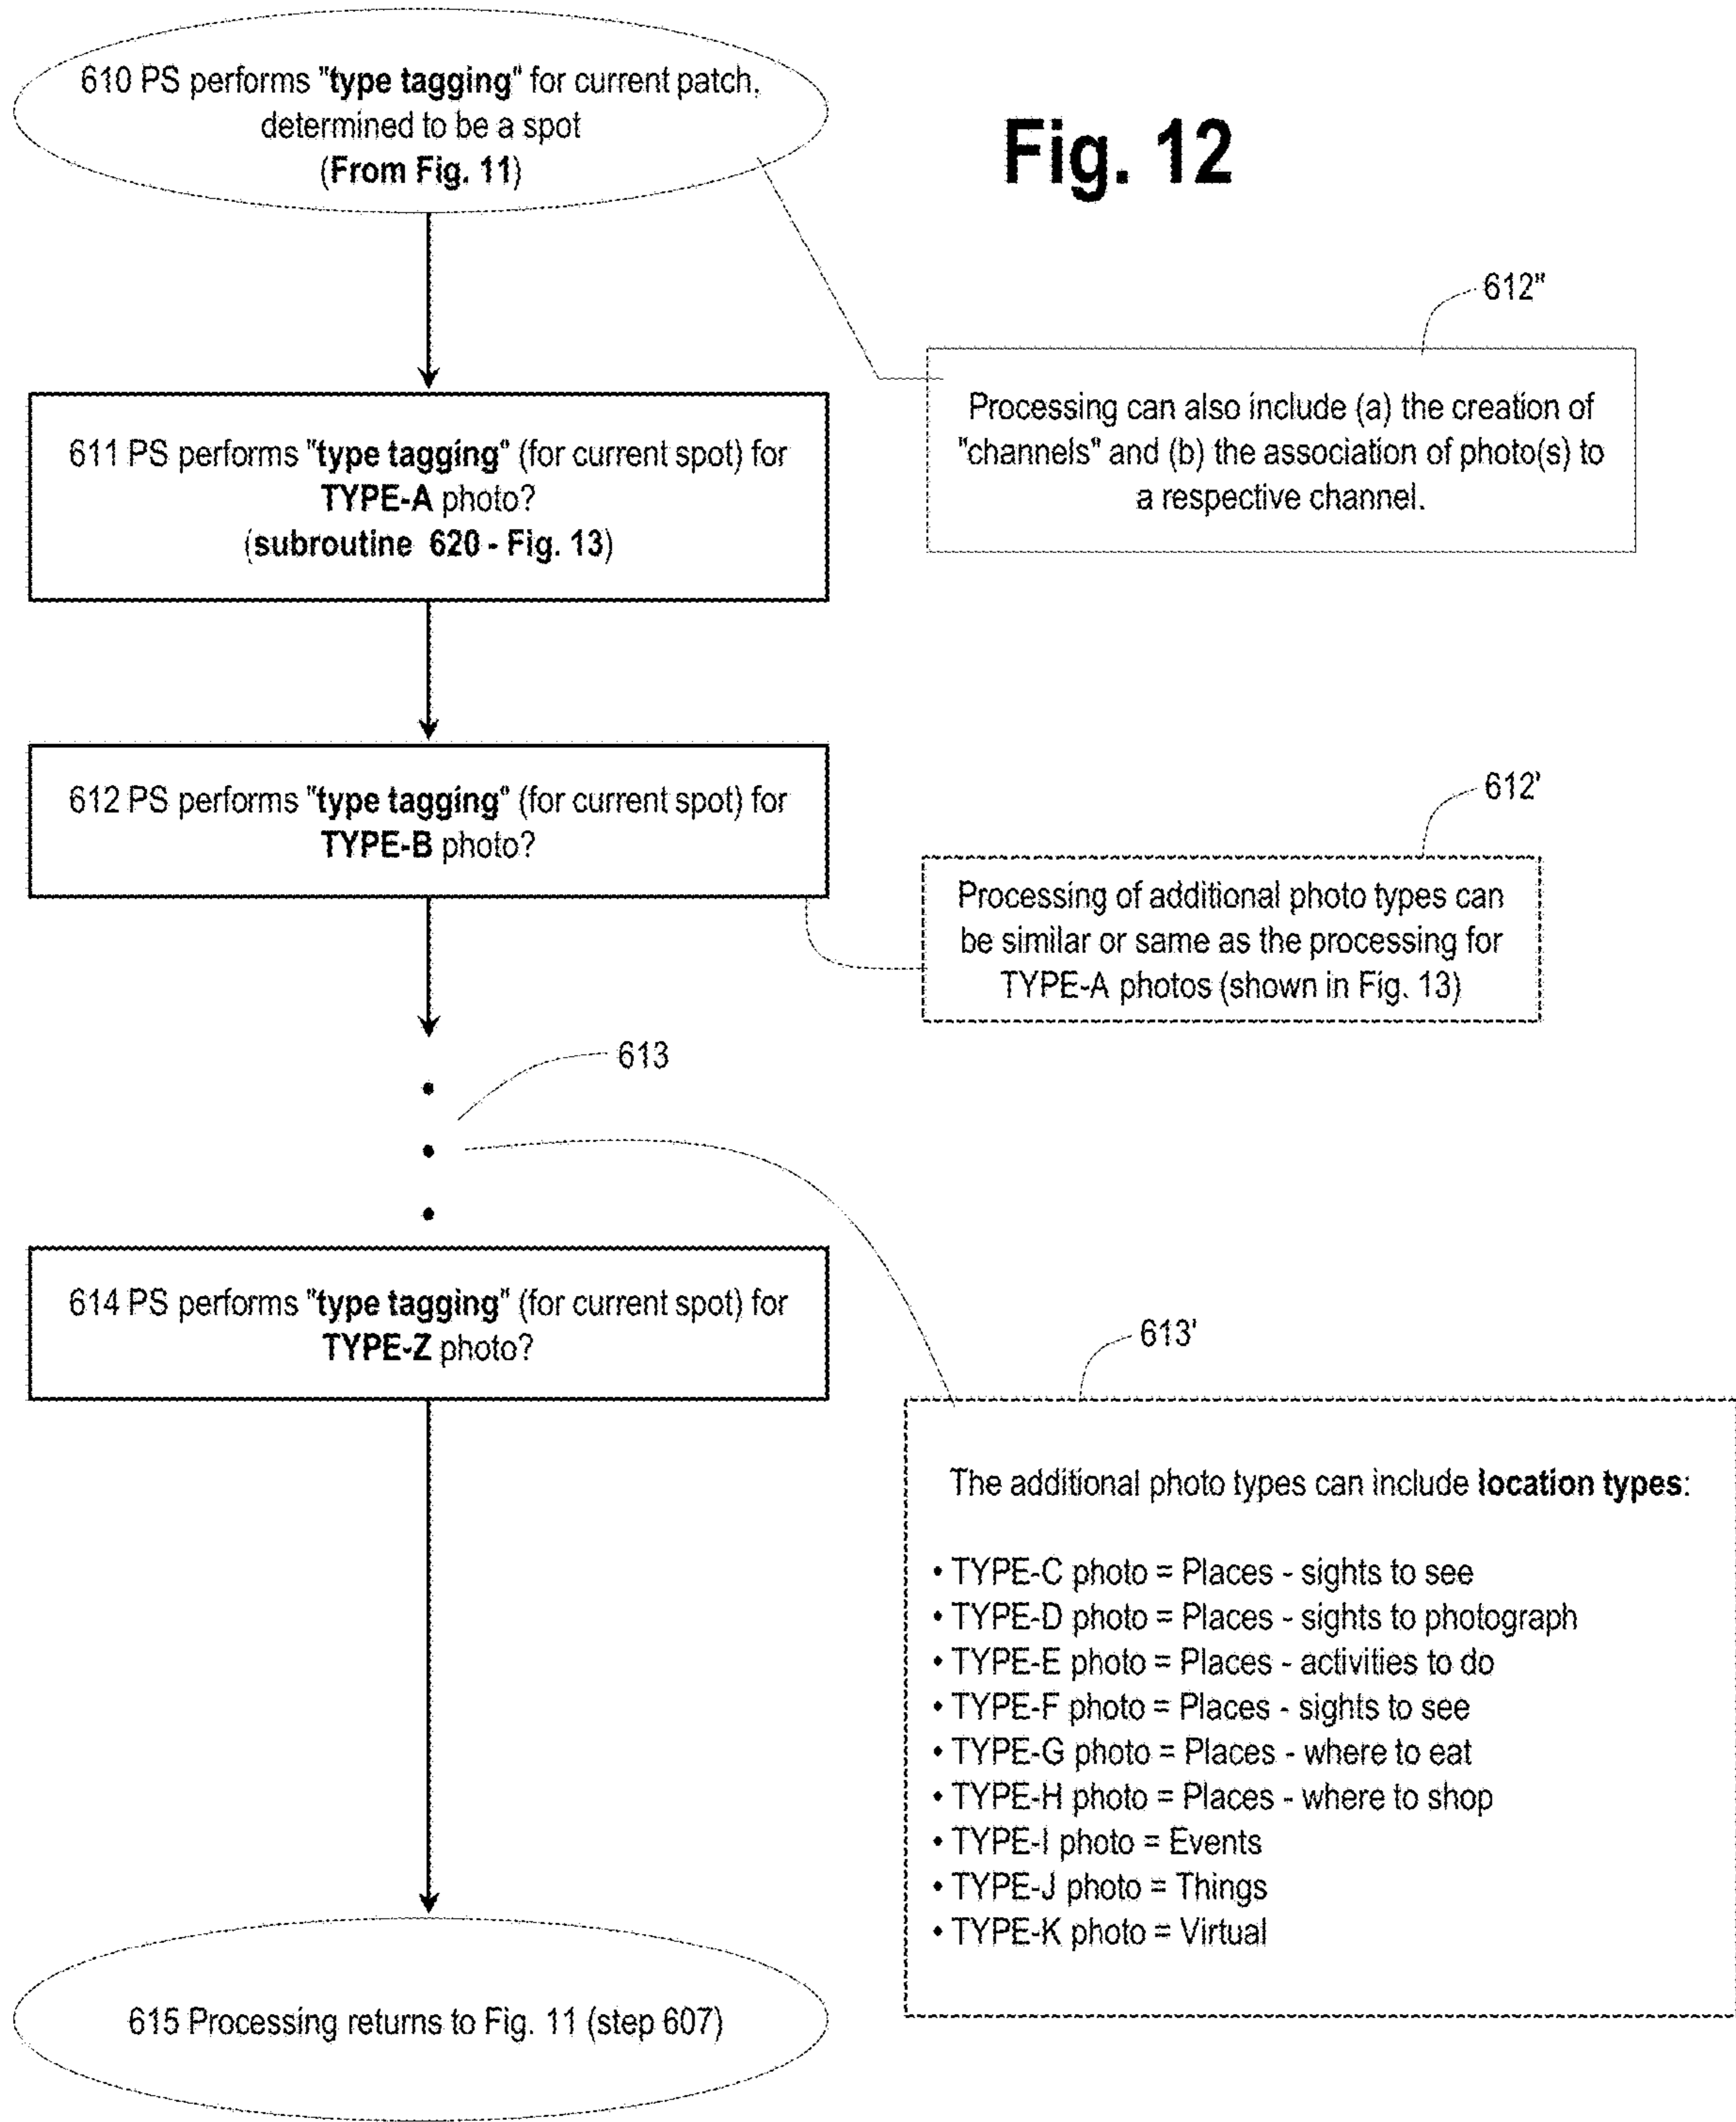 610 PS performs "type tagging" for current patch,
determined to be a spot
(From Fig. 11)
Fig. 12
612"
Processing can also include (a) the creation of
"channels" and (b) the association of photo(s) to
a respective channel.
611 PS performs "type tagging" (for current spot) for
TYPE-A photo?
(subroutine 620 - Fig. 13)
612 PS performs "type tagging" (for current spot) for
TYPE-B photo?
612'
Processing of additional photo types can
be similar or same as the processing for
TYPE-A photos (shown in Fig. 13)
613
614 PS performs "type tagging" (for current spot) for
TYPE-Z photo?
613'
The additional photo types can include location types:
• TYPE-C photo = Places - sights to see
• TYPE-D photo = Places - sights to photograph
• TYPE-E photo = Places - activities to do
• TYPE-F photo = Places - sights to see
• TYPE-G photo = Places - where to eat
• TYPE-H photo = Places - where to shop
• TYPE-I photo = Events
• TYPE-J photo = Things
• TYPE-K photo = Virtual
615 Processing returns to Fig. 11 (step 607)